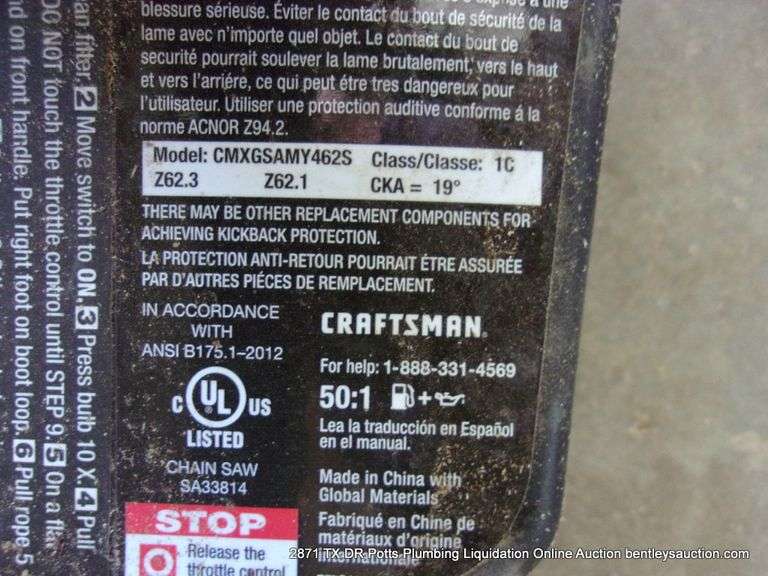 blessure sérieuse. Éviter le contact du bout de sécurité de la
lame avec n'importe quel objet. Le contact du bout de
securité pourrait soulever la lame brutalement, vers le haut
et vers l'arriére, ce qui peut étre tres dangereux pour
l'utilisateur. Utiliser une protection auditive conforme á la
norme ACNOR Z94.2.
Model: CMXGSAMY462S Class/Classe: 1C
Z62.3 Z62.1 CKA = 19°
THERE MAY BE OTHER REPLACEMENT COMPONENTS FOR
ACHIEVING KICKBACK PROTECTION.
LA PROTECTION ANTI-RETOUR POURRAIT ÉTRE ASSURÉE
PAR D'AUTRES PIÉCES DE REMPLACEMENT.
IN ACCORDANCE
WITH
ANSI B175.1-2012
C UL US
LISTED
CHAIN SAW
SA33814
CRAFTSMAN
For help: 1-888-331-4569
50:1 +
Lea la traducción en Español
en el manual.
Made in China with
Global Materials
Fabriqué en Chine de
matériaux d'origine
internationale
STOP
Release the
throttle control
an filter. 2 Move switch to ON. 3 Press bulb 10 X. 4 Pull
DO NOT touch the throttle control until STEP 9. 5 On a flat
nd on front handle. Put right foot on boot loop. 6 Pull rope 5
2871 TX DR Potts Plumbing Liquidation Online Auction bentleysauction.com